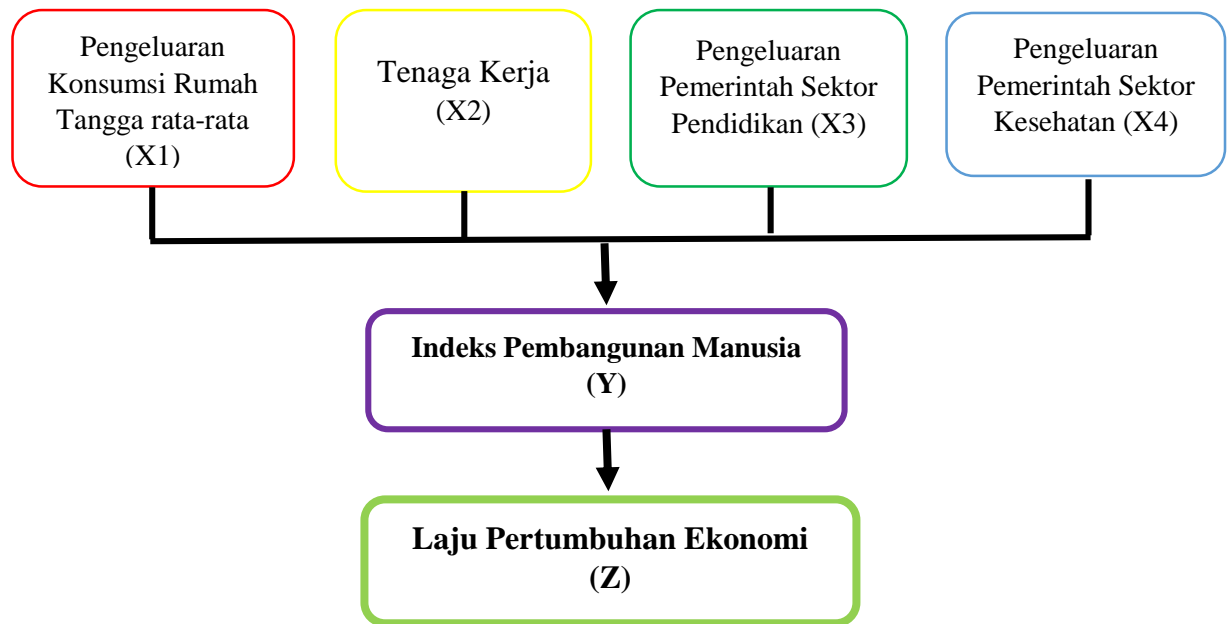 Pengeluaran
Konsumsi Rumah
Tangga rata-rata
(X1)
Tenaga Kerja
(X2)
Pengeluaran
Pemerintah Sektor
Pendidikan (X3)
Pengeluaran
Pemerintah Sektor
Kesehatan (X4)
Indeks Pembangunan Manusia
(Y)
Laju Pertumbuhan Ekonomi
(Z)